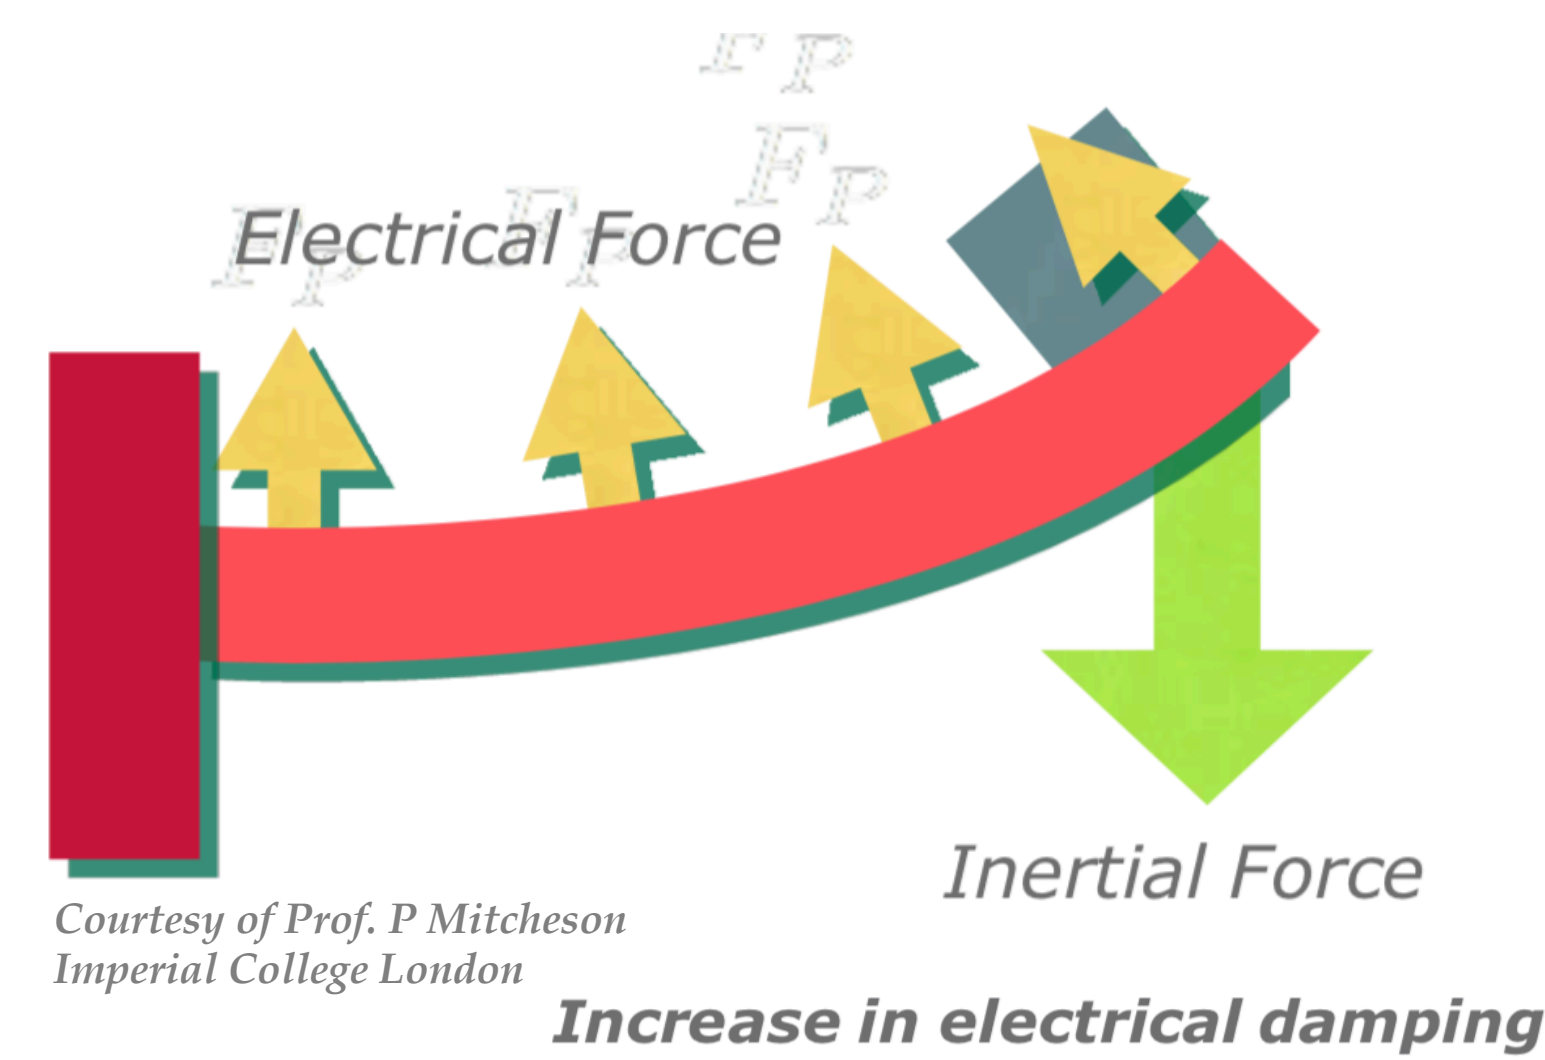 F P
F P
Electrical Force
F P
F P
Inertial Force
Courtesy of Prof. P Mitcheson
Imperial College London
Increase in electrical damping